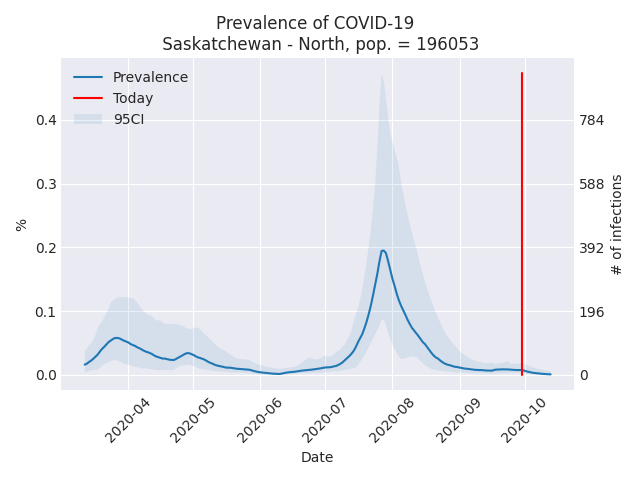 Prevalence of COVID-19
Saskatchewan - North, pop. = 196053
Prevalence
Today
95CI
%
0.4
0.3
0.2
0.1
0.0
784
588
392
196
0
# of infections
2020-04
2020-05
2020-06
2020-07
2020-08
2020-09
2020-10
Date